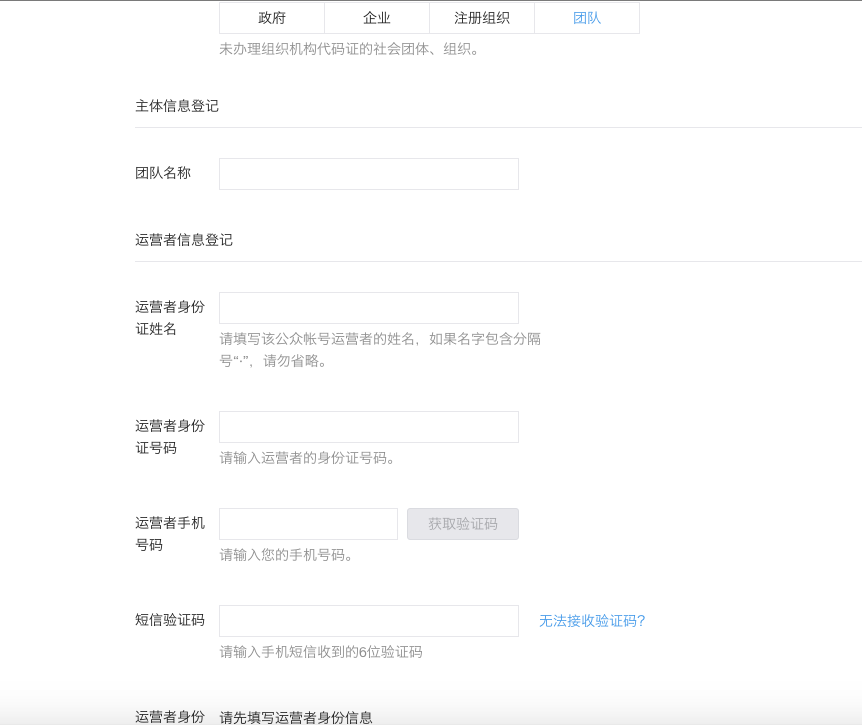 政府 企业 注册组织 团队
未办理组织机构代码证的社会团体、组织。
主体信息登记
团队名称
运营者信息登记
运营者身份
证姓名
请填写该公众帐号运营者的姓名，如果名字包含分隔
号“·”，请勿省略。
运营者身份
证号码
请输入运营者的身份证号码。
运营者手机
号码
获取验证码
请输入您的手机号码。
短信验证码
无法接收验证码?
请输入手机短信收到的6位验证码
运营者身份 请先填写运营者身份信息